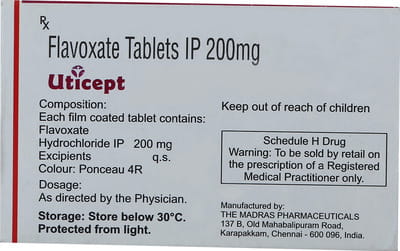 Rx
Flavoxate Tablets IP 200mg
Uticept
Composition:
Each film coated tablet contains:
Flavoxate
Hydrochloride IP 200 mg
Excipients q.s.
Colour: Ponceau 4R
Dosage:
As directed by the Physician.
Storage: Store below 30°C.
Protected from light.
Keep out of reach of children
Schedule H Drug
Warning: To be sold by retail on
the prescription of a Registered
Medical Practitioner only.
Manufactured by:
THE MADRAS PHARMACEUTICALS
137 B, Old Mahabalipuram Road,
Karapakkam, Chennai - 600 096, India.